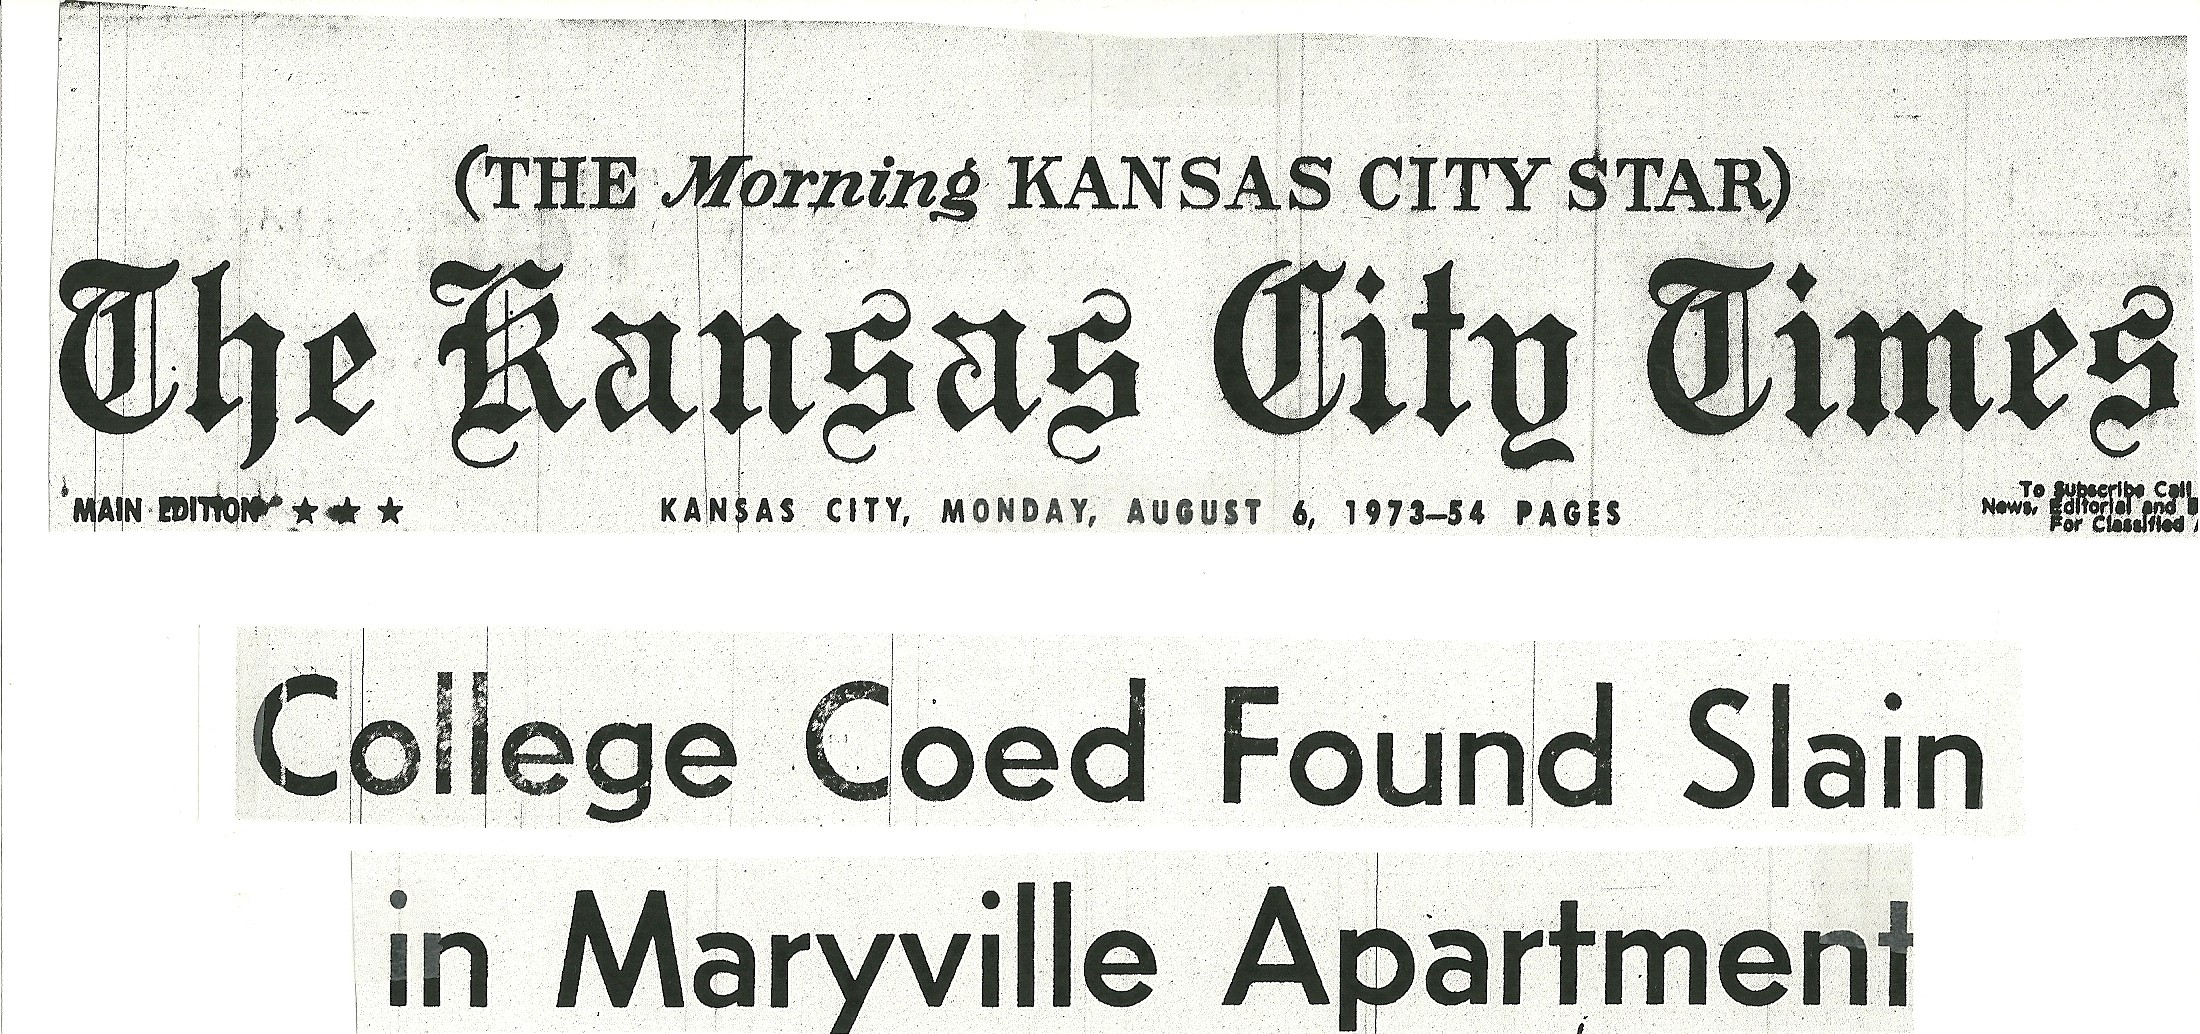 (THE Morning KANSAS CITY STAR)
The Kansas City Times
MAIN EDITION ★ ★ ★
KANSAS CITY, MONDAY, AUGUST 6, 1973—54 PAGES
To Subscribe Call
News, Editorial and
For Classified
College Coed Found Slain
in Maryville Apartment